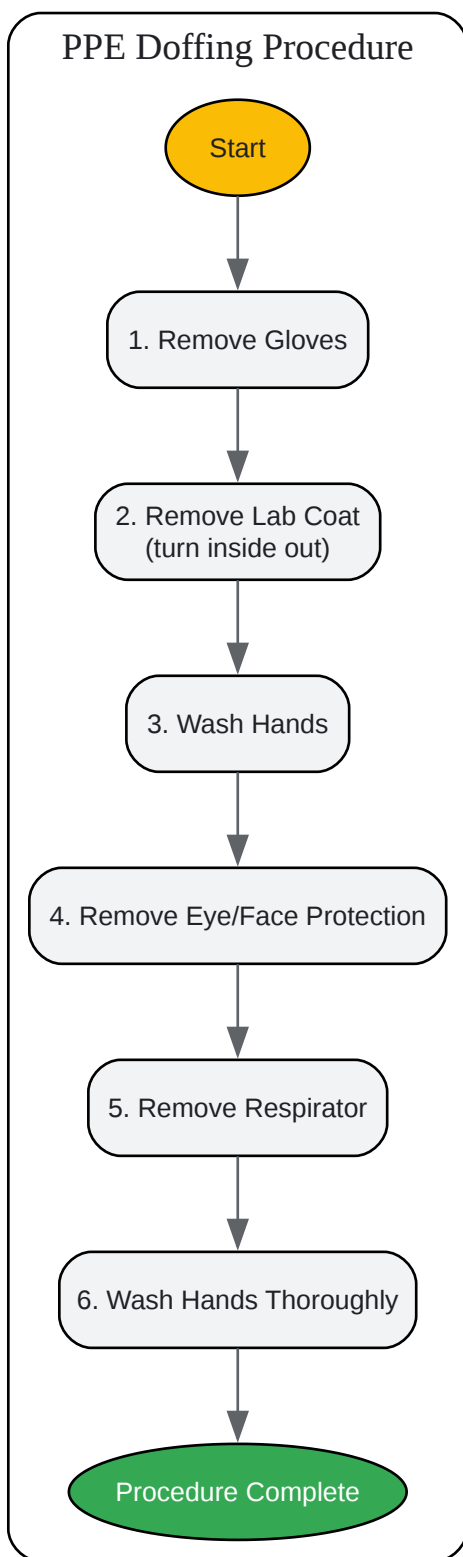 PPE Doffing Procedure
Start
1. Remove Gloves
2. Remove Lab Coat
(turn inside out)
3. Wash Hands
4. Remove Eye/Face Protection
5. Remove Respirator
6. Wash Hands Thoroughly
Procedure Complete